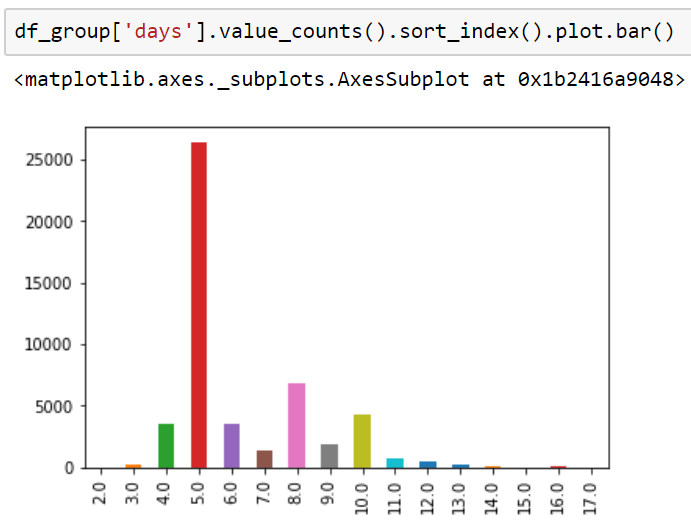 df_group['days'].value_counts().sort_index().plot.bar()
<matplotlib.axes._subplots.AxesSubplot at 0x1b2416a9048>
25000
20000
15000
10000
5000
0
2.0 3.0 4.0 5.0 6.0 7.0 8.0 9.0 10.0 11.0 12.0 13.0 14.0 15.0 16.0 17.0